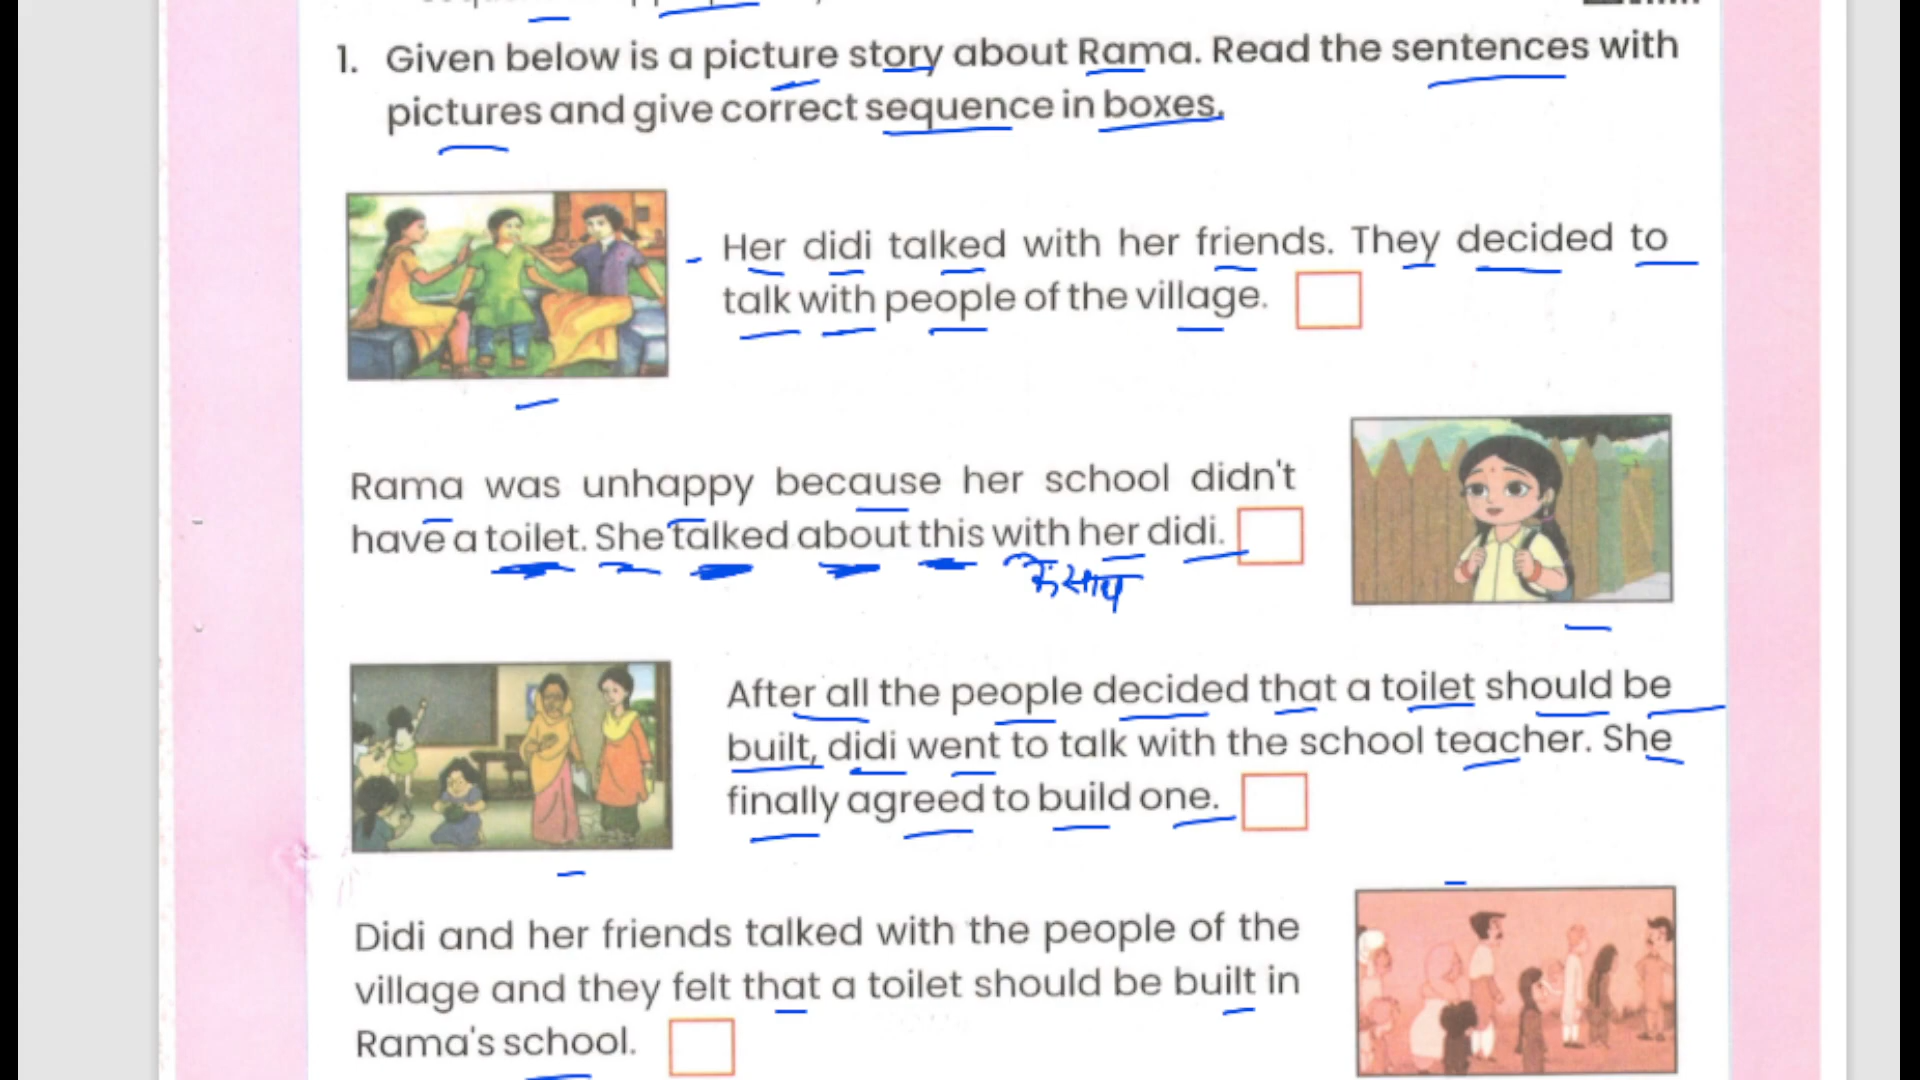 1. Given below is a picture story about Rama. Read the sentences with
pictures and give correct sequence in boxes.
Her didi talked with her friends. They decided to
talk with people of the village.
Rama was unhappy because her school didn't
have a toilet. She talked about this with her didi.
After all the people decided that a toilet should be
built, didi went to talk with the school teacher. She
finally agreed to build one.
Didi and her friends talked with the people of the
village and they felt that a toilet should be built in
Rama's school.